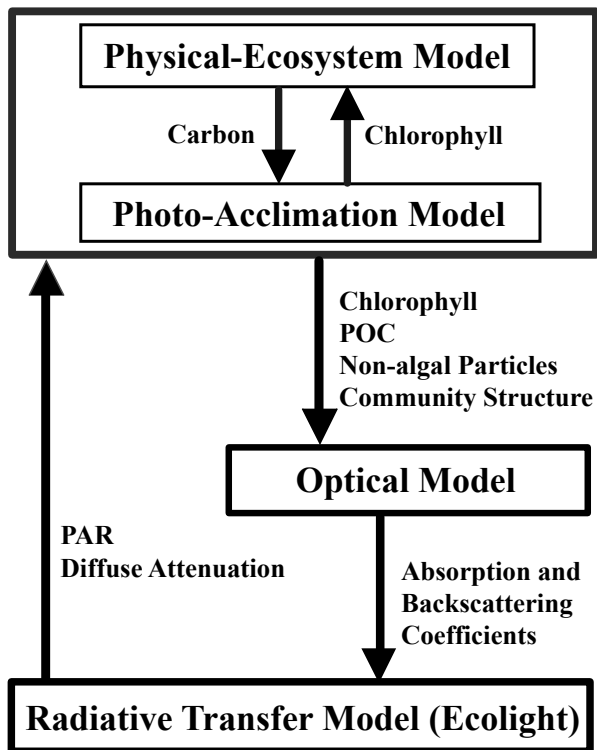 Physical-Ecosystem Model
Carbon
Chlorophyll
Photo-Acclimation Model
Chlorophyll
POC
Non-algal Particles
Community Structure
Optical Model
PAR
Diffuse Attenuation
Absorption and
Backscattering
Coefficients
Radiative Transfer Model (Ecolight)